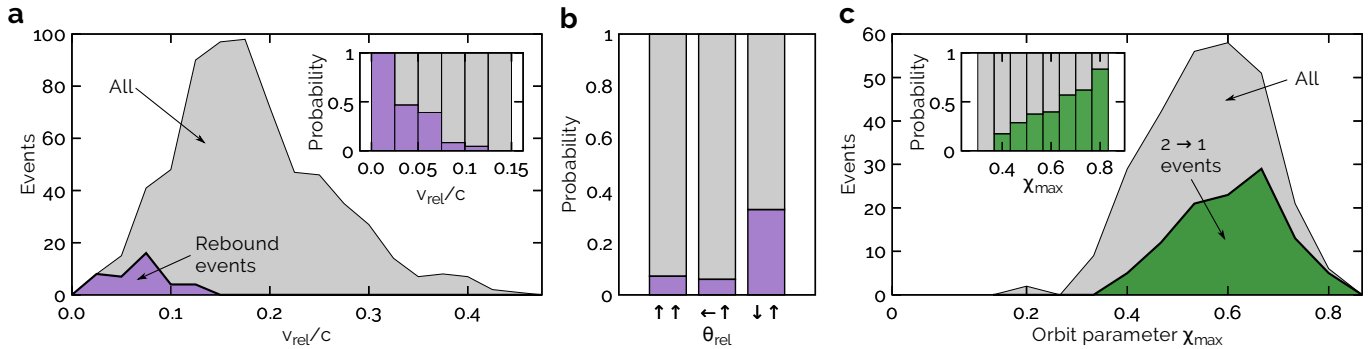 a
100
80
60
40
20
0
Events
All
Rebound
events
0.0
0.1
0.2
0.3
0.4
v_rel/c
1
0.5
0
Probability
0.0
0.05
0.15
v_rel/c
b
1
0.8
0.6
0.4
0.2
0
Probability
↑↑
←↑
↓↑
θ_rel
c
60
50
40
30
20
10
0
Events
All
2 → 1
events
0
0.2
0.4
0.6
0.8
Orbit parameter χ_max
1
0.5
0
Probability
0.4
0.6
0.8
χ_max